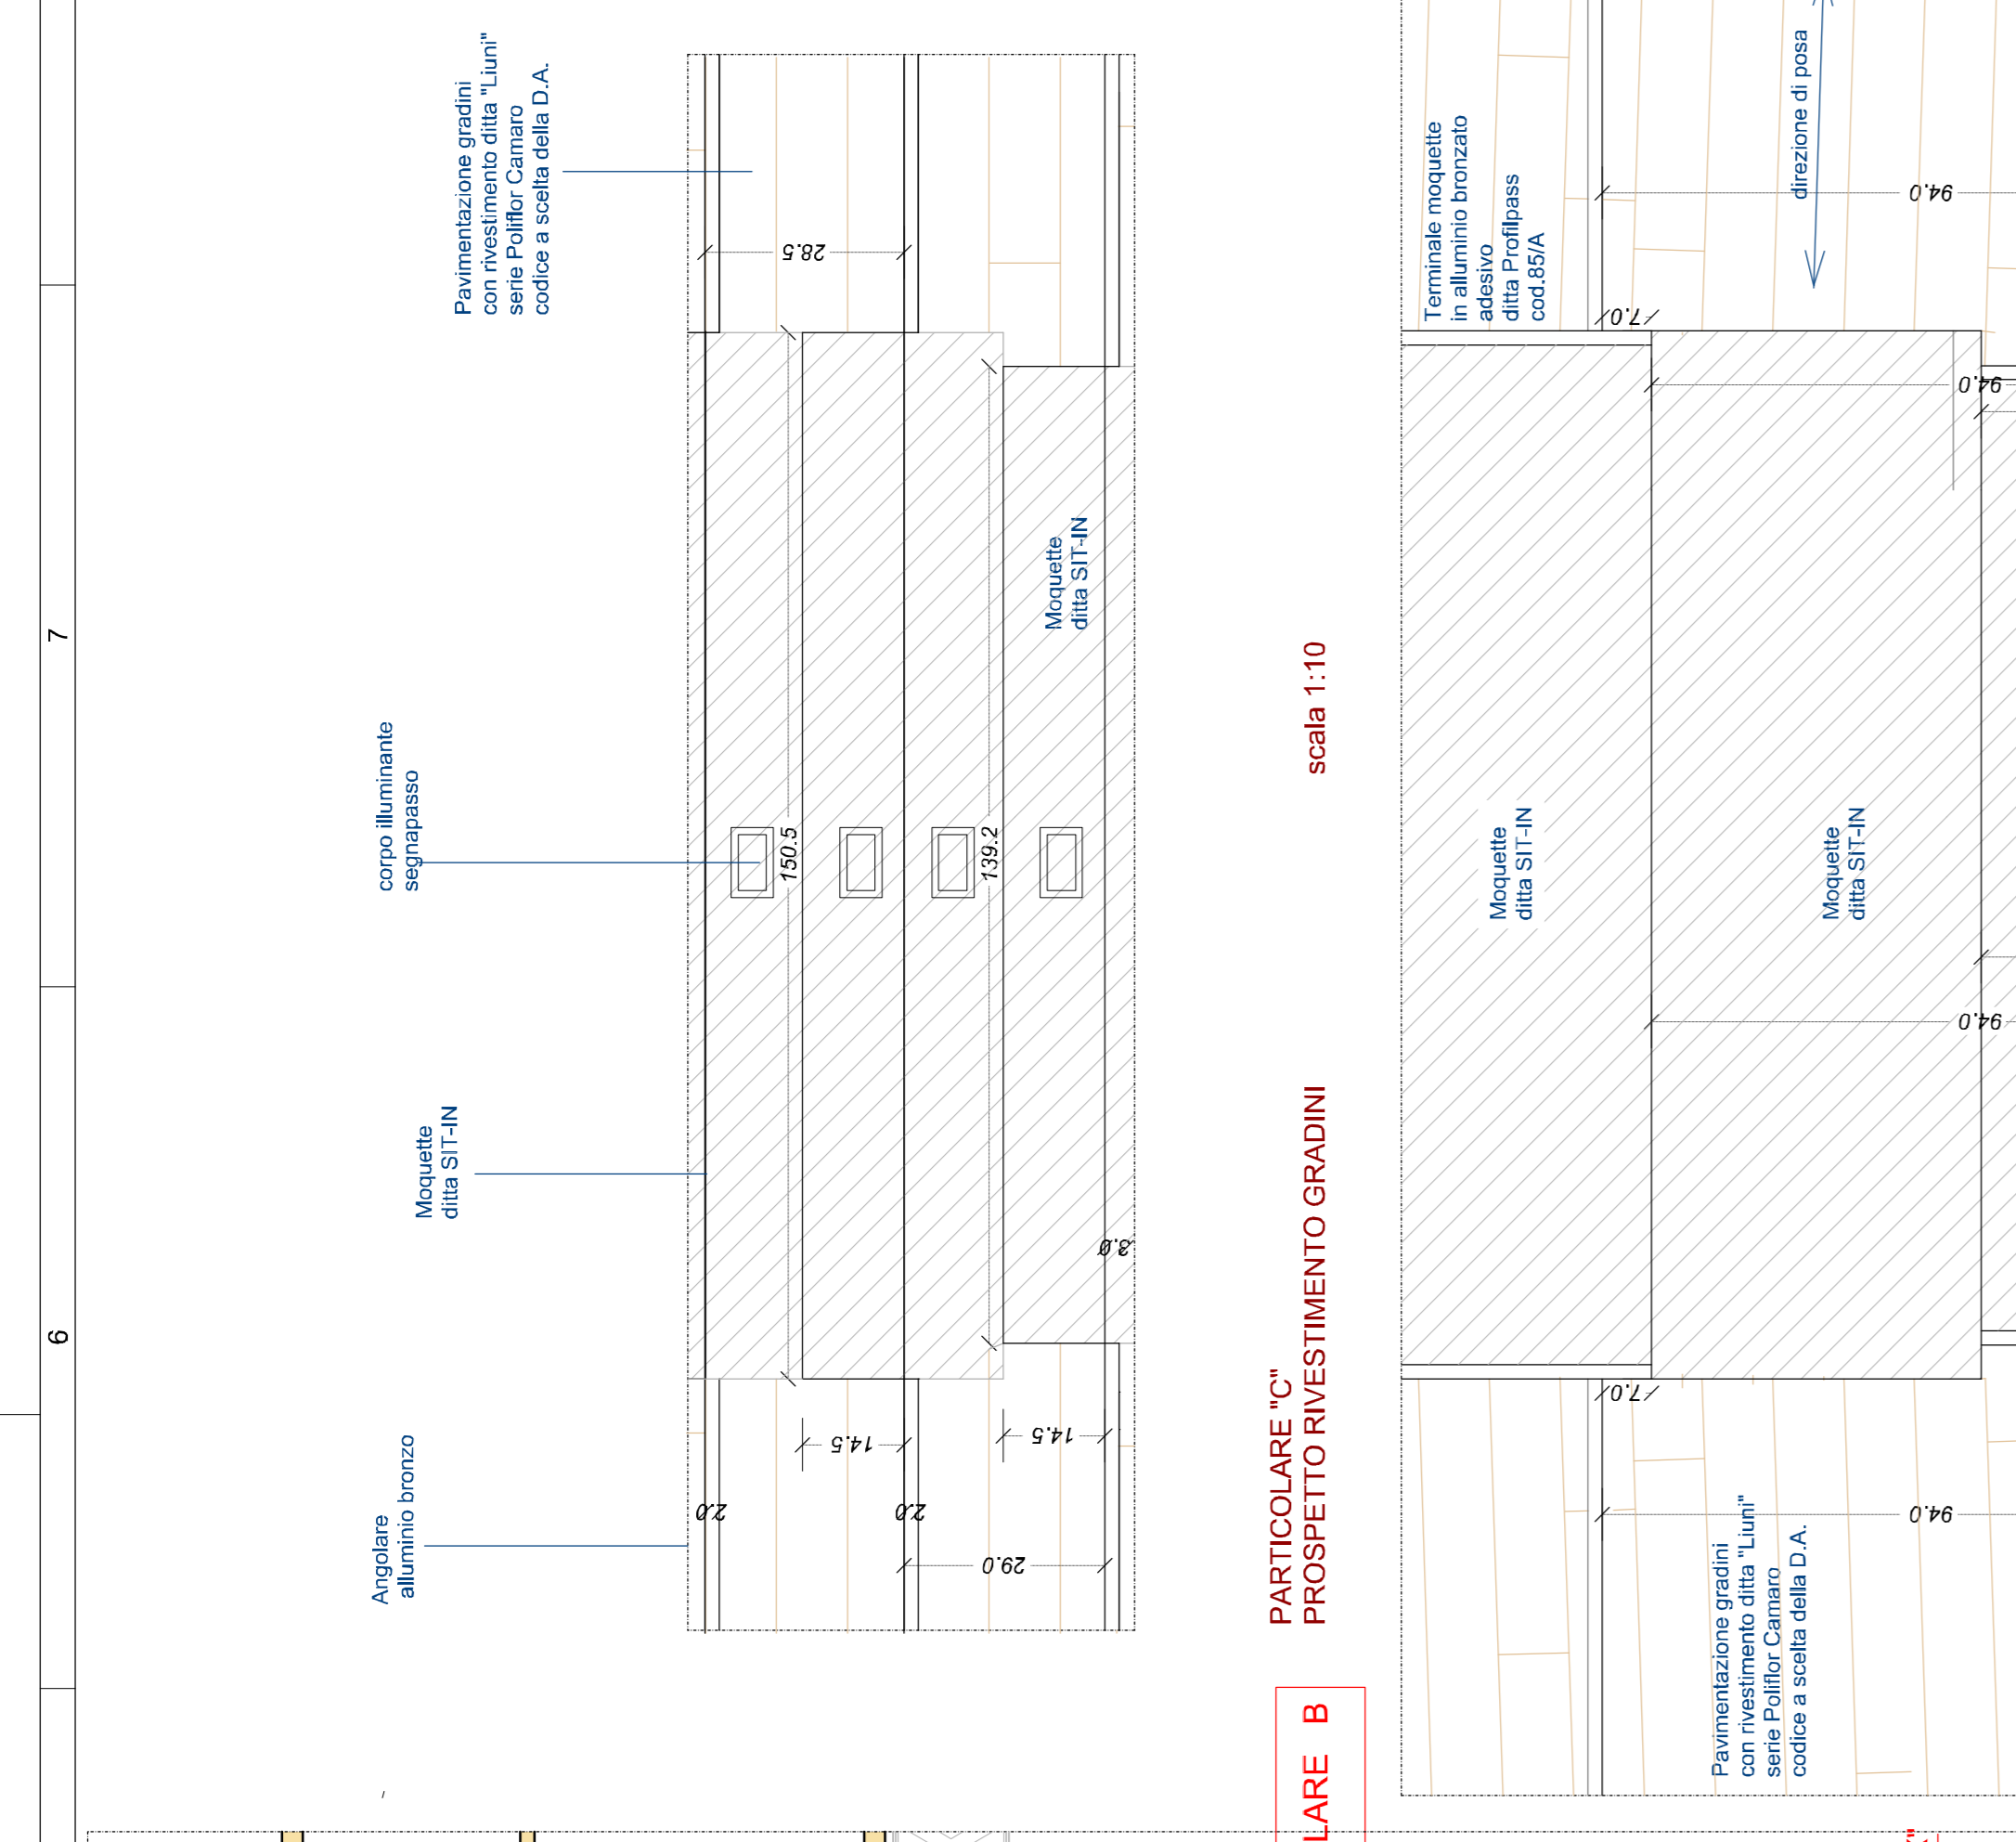 Pavimentazione gradini
con rivestimento ditta "Liuni"
serie Poliflor Camaro
codice a scelta della D.A.
corpo illuminante
segnapasso
Moquette
ditta SIT-IN
Angolare
alluminio bronzo
28.5
150.5
139.2
Moquette
ditta SIT-IN
3.0
14.5
14.5
2.0
2.0
29.0
7
6
scala 1:10
PARTICOLARE "C"
PROSPETTO RIVESTIMENTO GRADINI
LARE B
Terminale moquette
in alluminio bronzato
adesivo
ditta Profilpass
cod.85/A
direzione di posa
94.0
7.0
94.0
Moquette
ditta SIT-IN
Moquette
ditta SIT-IN
94.0
7.0
94.0
Pavimentazione gradini
con rivestimento ditta "Liuni"
serie Poliflor Camaro
codice a scelta della D.A.